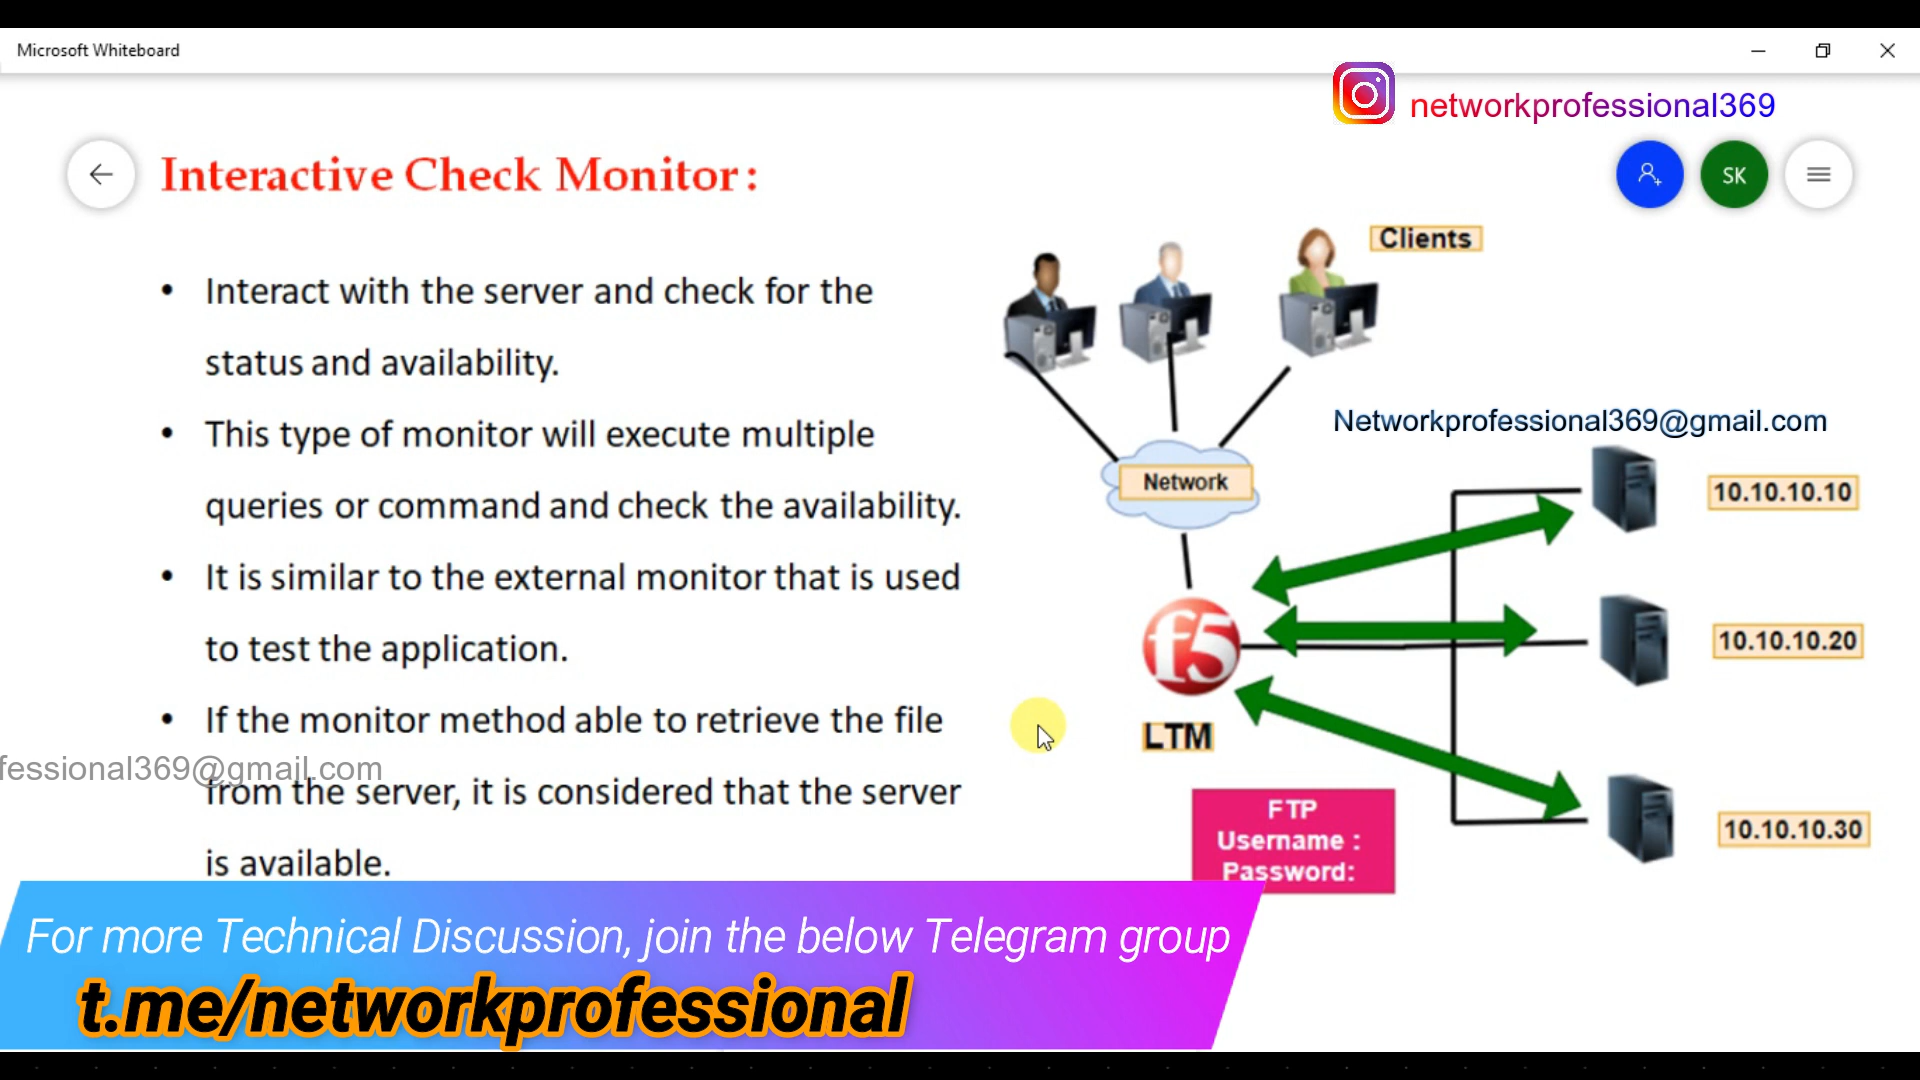 Microsoft Whiteboard
networkprofessional369
Interactive Check Monitor:
SK
Clients
• Interact with the server and check for the
status and availability.
• This type of monitor will execute multiple
queries or command and check the availability.
• It is similar to the external monitor that is used
to test the application.
• If the monitor method able to retrieve the file
from the server, it is considered that the server
is available.
fessional369@gmail.com
Networkprofessional369@gmail.com
Network
10.10.10.10
f5
10.10.10.20
LTM
FTP
Username :
Password:
10.10.10.30
For more Technical Discussion, join the below Telegram group
t.me/networkprofessional